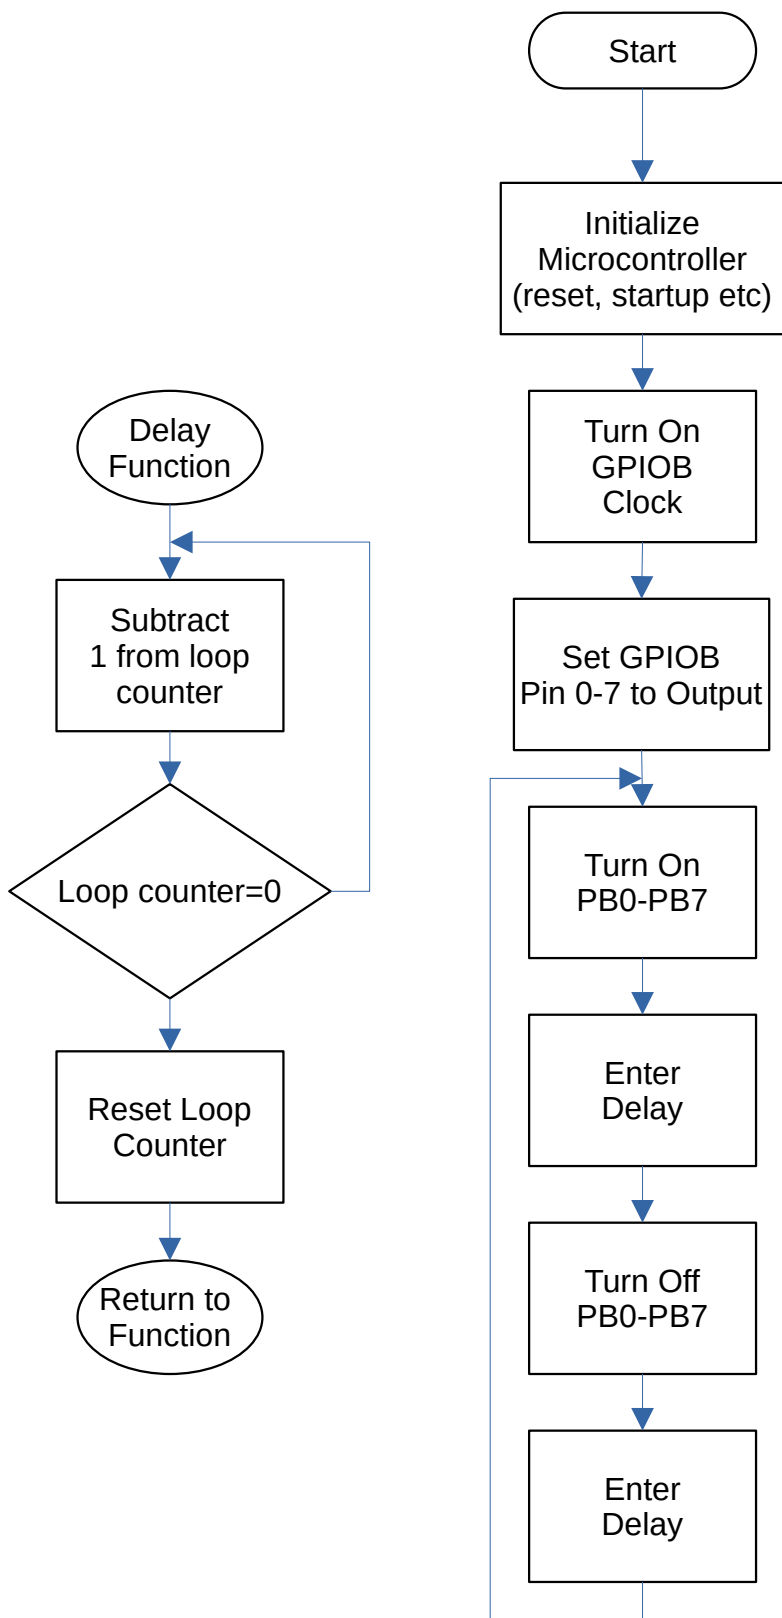 Start
Initialize
Microcontroller
(reset, startup etc)
Turn On
GPIOB
Clock
Set GPIOB
Pin 0-7 to Output
Turn On
PB0-PB7
Enter
Delay
Turn Off
PB0-PB7
Enter
Delay
Delay
Function
Subtract
1 from loop
counter
Loop counter=0
Reset Loop
Counter
Return to
Function